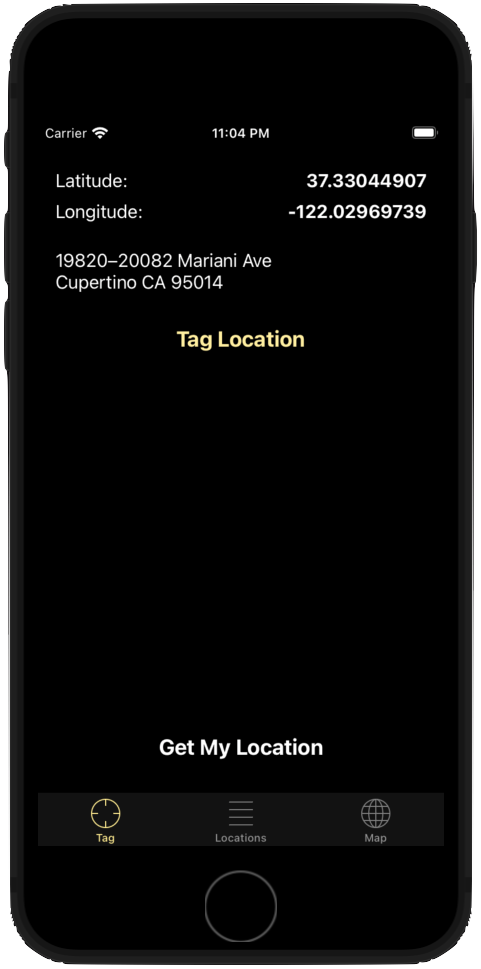 Carrier 11:04 PM
Latitude: 37.33044907
Longitude: -122.02969739
19820–20082 Mariani Ave
Cupertino CA 95014
Tag Location
Get My Location
Tag Locations Map